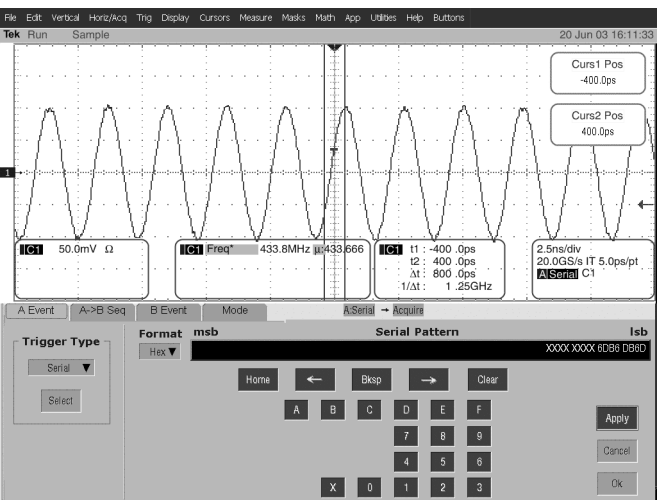 File Edit Vertical Horiz/Acq Trig Display Cursors Measure Masks Math App Utilities Help Buttons
Tek Run Sample 20 Jun 03 16:11:33
Curs1 Pos
-400.0ps
Curs2 Pos
400.0ps
1
C1 50.0mV Ω
C1 Freq* 433.8MHz µ:433.666
C1 t1: -400 .0ps
t2: 400 .0ps
Δt: 800 .0ps
1/Δt: 1 .25GHz
2.5ns/div
20.0GS/s IT 5.0ps/pt
A Serial C1
A Event A->B Seq B Event Mode A:Serial → Acquire
Trigger Type
Serial ▼
Select
Format msb Serial Pattern lsb
Hex ▼ XXXX XXXX 6DB6 DB6D
Home ← Bksp → Clear
A B C D E F
7 8 9
4 5 6
X 0 1 2 3
Apply
Cancel
Ok